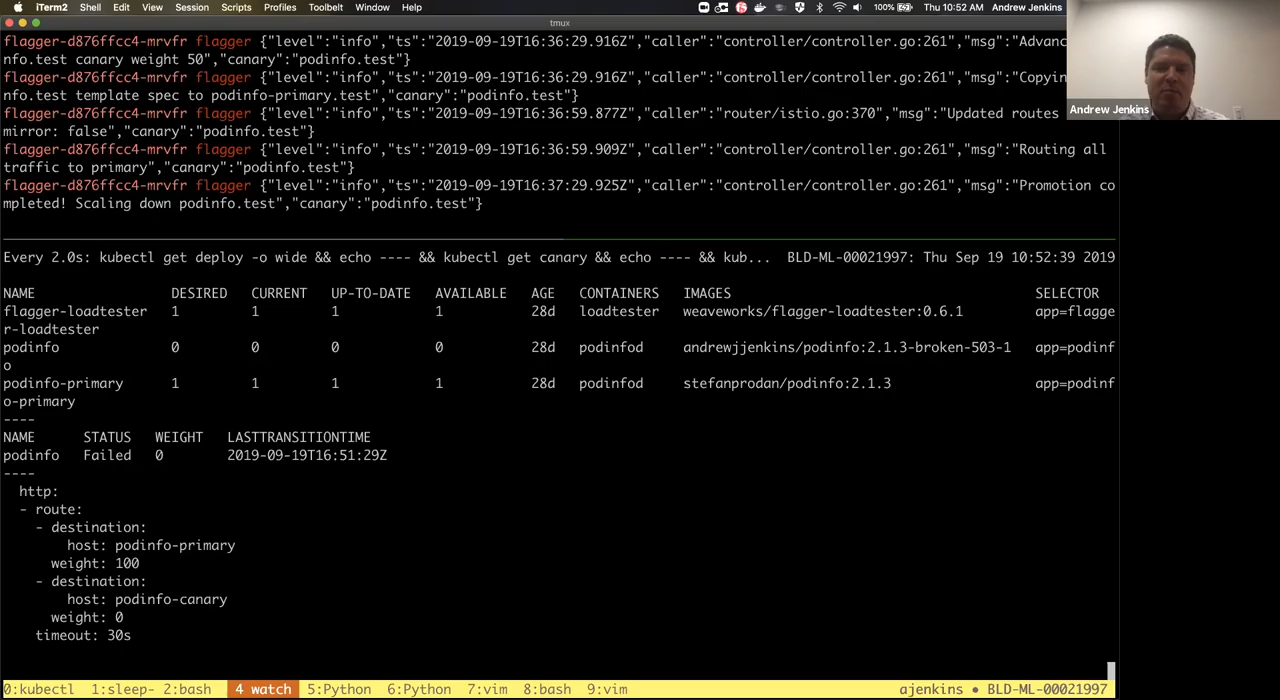 iTerm2 Shell Edit View Session Scripts Profiles Toolbelt Window Help 100% Thu 10:52 AM Andrew Jenkins
tmux
flagger-d876ffcc4-mrvfr flagger {"level":"info","ts":"2019-09-19T16:36:29.916Z","caller":"controller/controller.go:261","msg":"Advanc
nfo.test canary weight 50","canary":"podinfo.test"}
flagger-d876ffcc4-mrvfr flagger {"level":"info","ts":"2019-09-19T16:36:29.916Z","caller":"controller/controller.go:261","msg":"Copyin
nfo.test template spec to podinfo-primary.test","canary":"podinfo.test"}
flagger-d876ffcc4-mrvfr flagger {"level":"info","ts":"2019-09-19T16:36:59.877Z","caller":"router/istio.go:370","msg":"Updated routes
mirror: false","canary":"podinfo.test"}
flagger-d876ffcc4-mrvfr flagger {"level":"info","ts":"2019-09-19T16:36:59.909Z","caller":"controller/controller.go:261","msg":"Routing all
traffic to primary","canary":"podinfo.test"}
flagger-d876ffcc4-mrvfr flagger {"level":"info","ts":"2019-09-19T16:37:29.925Z","caller":"controller/controller.go:261","msg":"Promotion co
mpleted! Scaling down podinfo.test","canary":"podinfo.test"}
Andrew Jenkins
Every 2.0s: kubectl get deploy -o wide && echo ---- && kubectl get canary && echo ---- && kub... BLD-ML-00021997: Thu Sep 19 10:52:39 2019
NAME DESIRED CURRENT UP-TO-DATE AVAILABLE AGE CONTAINERS IMAGES SELECTOR
flagger-loadtester 1 1 1 1 28d loadtester weaveworks/flagger-loadtester:0.6.1 app=flagge
r-loadtester
podinfo 0 0 0 0 28d podinfod andrewjjenkins/podinfo:2.1.3-broken-503-1 app=podinf
o
podinfo-primary 1 1 1 1 28d podinfod stefanprodan/podinfo:2.1.3 app=podinf
o-primary
----
NAME STATUS WEIGHT LASTTRANSITIONTIME
podinfo Failed 0 2019-09-19T16:51:29Z
----
http:
- route:
- destination:
host: podinfo-primary
weight: 100
- destination:
host: podinfo-canary
weight: 0
timeout: 30s
0:kubectl 1:sleep- 2:bash 4 watch 5:Python 6:Python 7:vim 8:bash 9:vim ajenkins • BLD-ML-00021997